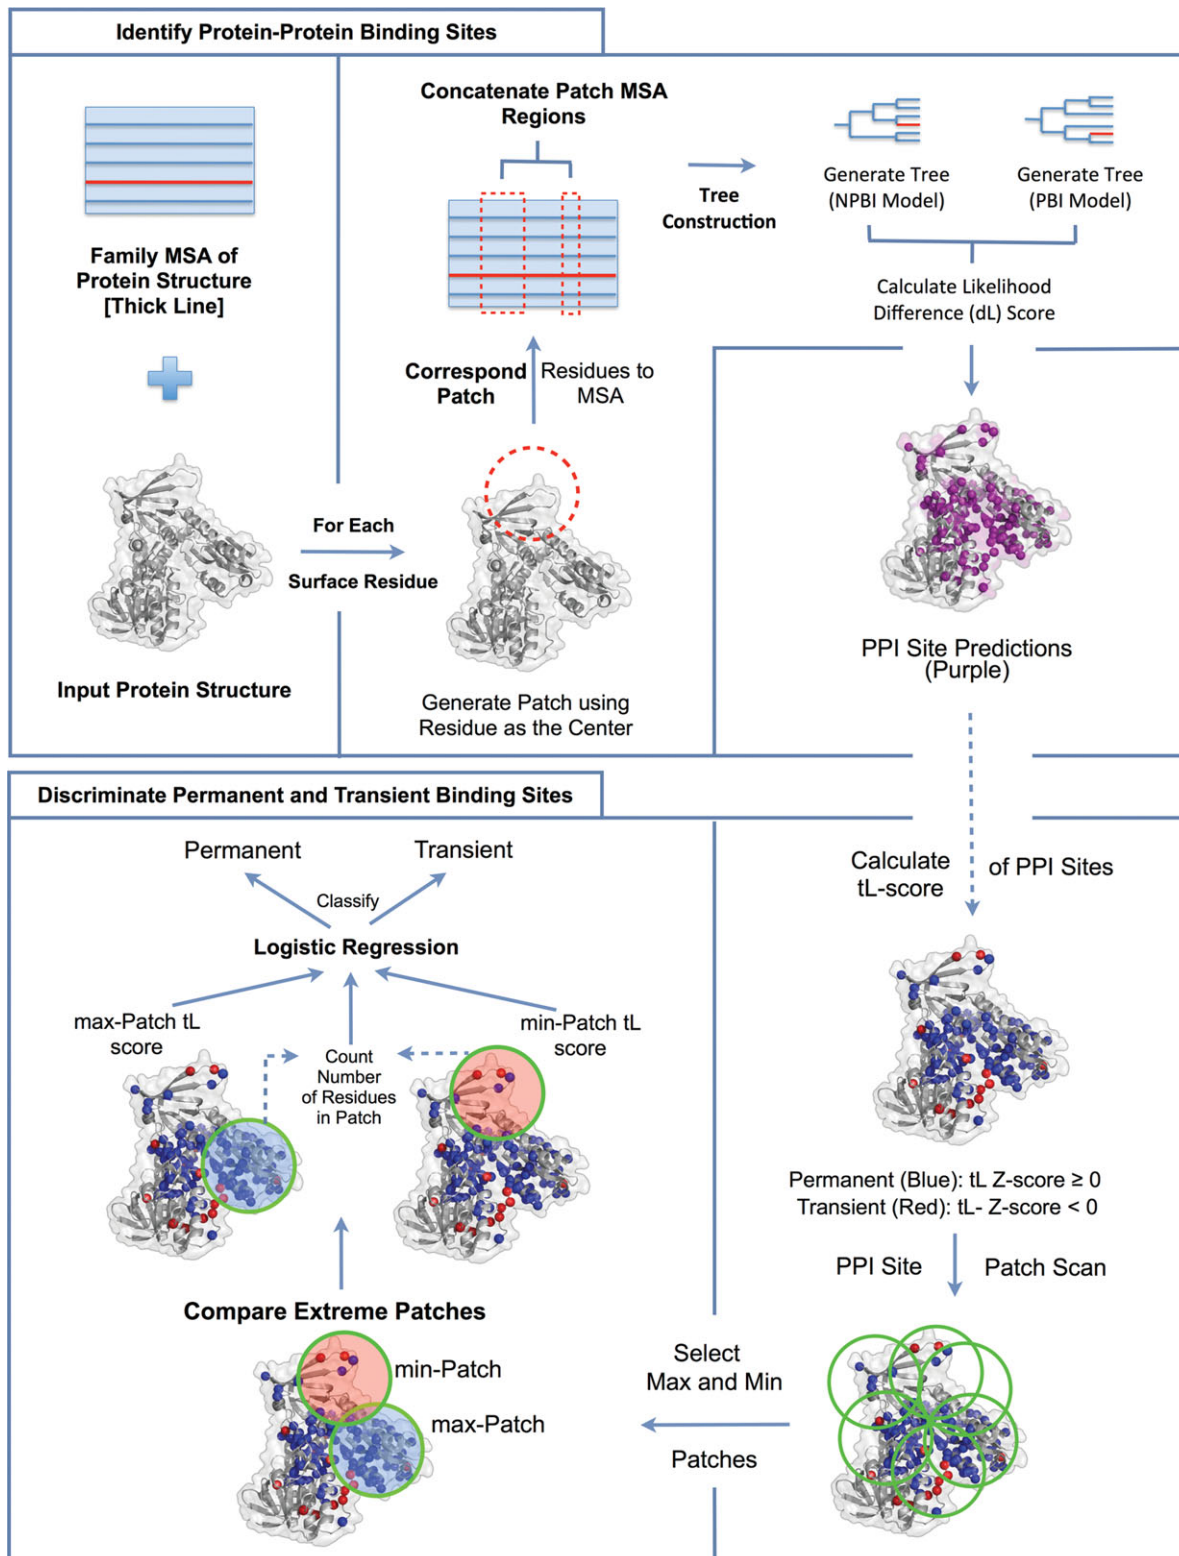 Identify Protein-Protein Binding Sites
Family MSA of
Protein Structure
[Thick Line]
Input Protein Structure
For Each
Surface Residue
Concatenate Patch MSA
Regions
Correspond
Patch
Residues to
MSA
Generate Patch using
Residue as the Center
Tree
Construction
Generate Tree
(NPBI Model)
Generate Tree
(PBI Model)
Calculate Likelihood
Difference (dL) Score
PPI Site Predictions
(Purple)
Discriminate Permanent and Transient Binding Sites
Calculate
tL-score
of PPI Sites
Permanent (Blue): tL Z-score ≥ 0
Transient (Red): tL- Z-score < 0
PPI Site
Patch Scan
Select
Max and Min
Patches
min-Patch
max-Patch
Compare Extreme Patches
max-Patch tL
score
Count
Number
of Residues
in Patch
min-Patch tL
score
Logistic Regression
Classify
Permanent
Transient